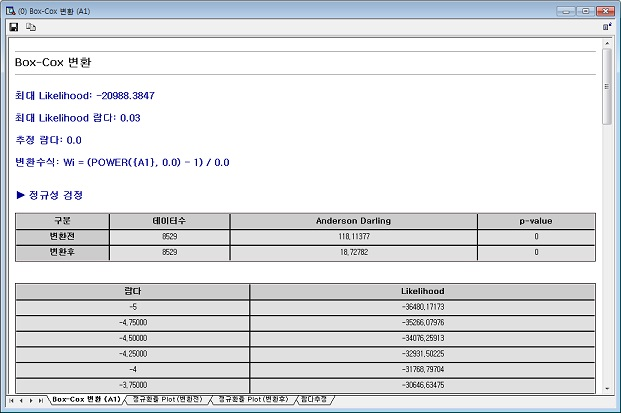 (0) Box-Cox 변환 (A1)
Box-Cox 변환
최대 Likelihood: -20988.3847
최대 Likelihood 람다: 0.03
추정 람다: 0.0
변환수식: Wi = (POWER({A1}, 0.0) - 1) / 0.0
► 정규성 검정
구분 데이터수 Anderson Darling p-value
변환전 8529 118,11377 0
변환후 8529 18,72782 0
람다 Likelihood
-5 -36480,17173
-4,75000 -35266,07976
-4,50000 -34076,25913
-4,25000 -32931,50225
-4 -31768,79704
-3,75000 -30646,63475
Box-Cox 변환 (A1) 정규확률 Plot (변환전) 정규확률 Plot (변환후) 람다추정